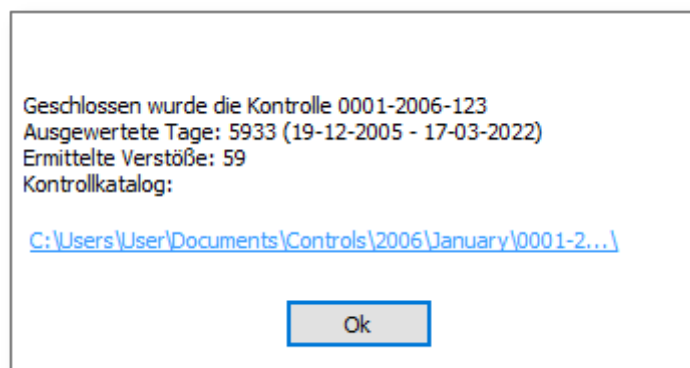 Geschlossen wurde die Kontrolle 0001-2006-123
Ausgewertete Tage: 5933 (19-12-2005 - 17-03-2022)
Ermittelte Verstöße: 59
Kontrollkatalog:
C:\Users\User\Documents\Controls\2006\January\0001-2...\
Ok